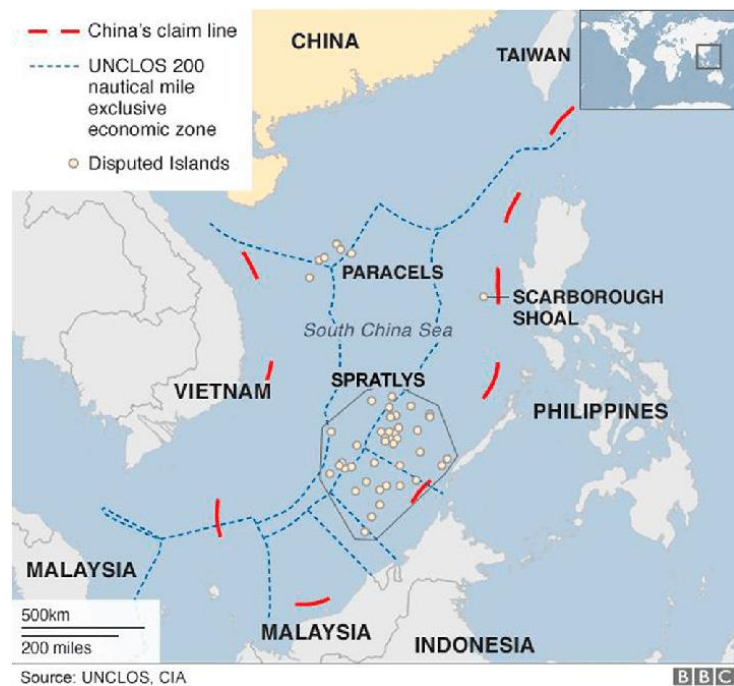 China's claim line
UNCLOS 200
nautical mile
exclusive
economic zone
Disputed Islands
CHINA
TAIWAN
PARACELS
South China Sea
SCARBOROUGH
SHOAL
SPRATLYS
VIETNAM
PHILIPPINES
MALAYSIA
500km
200 miles
MALAYSIA
INDONESIA
Source: UNCLOS, CIA
BBC